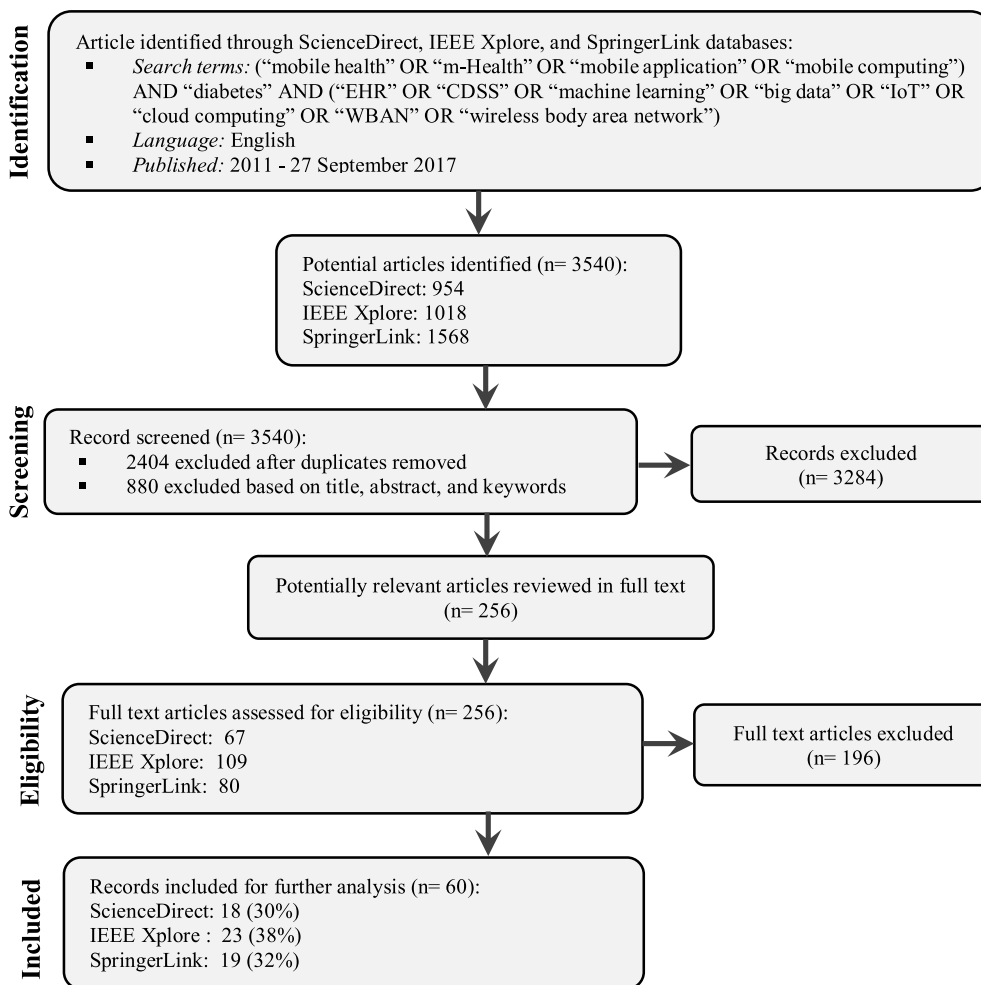 Identification
Article identified through ScienceDirect, IEEE Xplore, and SpringerLink databases:
▪ Search terms: (“mobile health” OR “m-Health” OR “mobile application” OR “mobile computing”)
AND “diabetes” AND (“EHR” OR “CDSS” OR “machine learning” OR “big data” OR “IoT” OR
“cloud computing” OR “WBAN” OR “wireless body area network”)
▪ Language: English
▪ Published: 2011 - 27 September 2017
Potential articles identified (n= 3540):
ScienceDirect: 954
IEEE Xplore: 1018
SpringerLink: 1568
Screening
Record screened (n= 3540):
▪ 2404 excluded after duplicates removed
▪ 880 excluded based on title, abstract, and keywords
Records excluded
(n= 3284)
Potentially relevant articles reviewed in full text
(n= 256)
Eligibility
Full text articles assessed for eligibility (n= 256):
ScienceDirect: 67
IEEE Xplore: 109
SpringerLink: 80
Full text articles excluded
(n= 196)
Included
Records included for further analysis (n= 60):
ScienceDirect: 18 (30%)
IEEE Xplore : 23 (38%)
SpringerLink: 19 (32%)